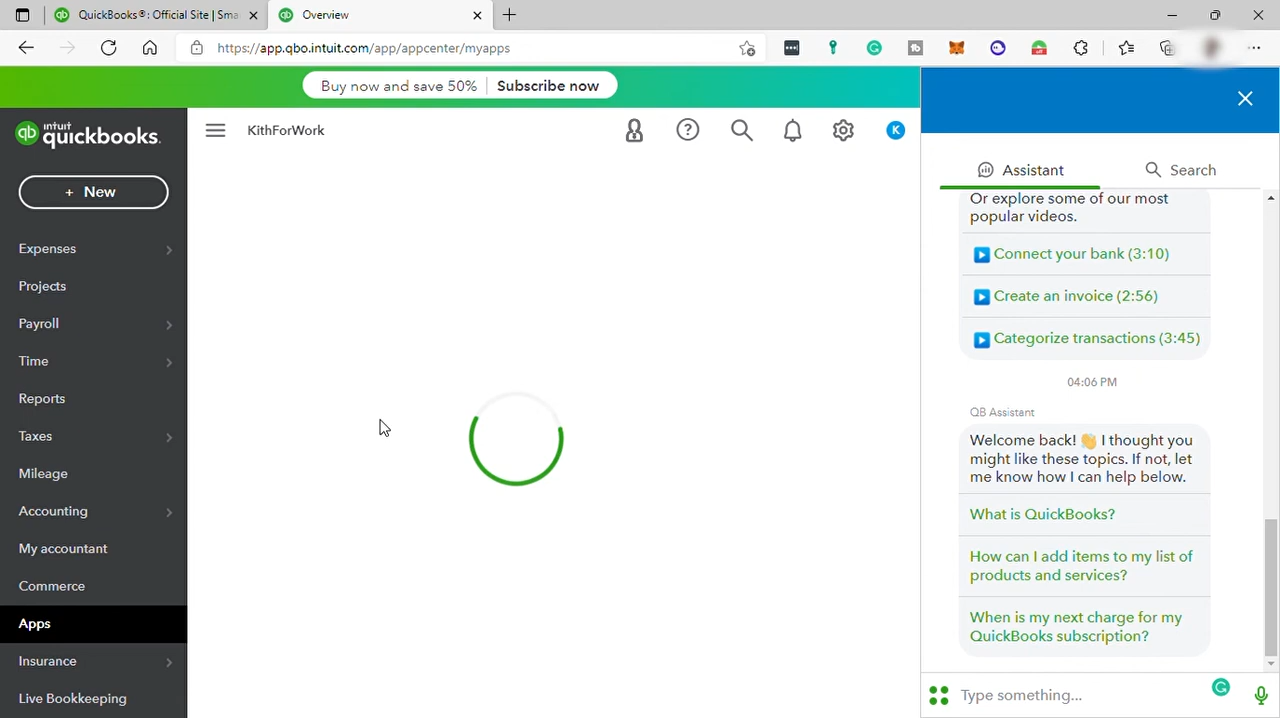 QuickBooks®: Official Site | Sma
Overview
https://app.qbo.intuit.com/app/appcenter/myapps
Buy now and save 50% Subscribe now
intuit quickbooks.
KithForWork
K
+ New
Expenses
Projects
Payroll
Time
Reports
Taxes
Mileage
Accounting
My accountant
Commerce
Apps
Insurance
Live Bookkeeping
Assistant
Search
Or explore some of our most
popular videos.
Connect your bank (3:10)
Create an invoice (2:56)
Categorize transactions (3:45)
04:06 PM
QB Assistant
Welcome back! 👋 I thought you
might like these topics. If not, let
me know how I can help below.
What is QuickBooks?
How can I add items to my list of
products and services?
When is my next charge for my
QuickBooks subscription?
Type something...